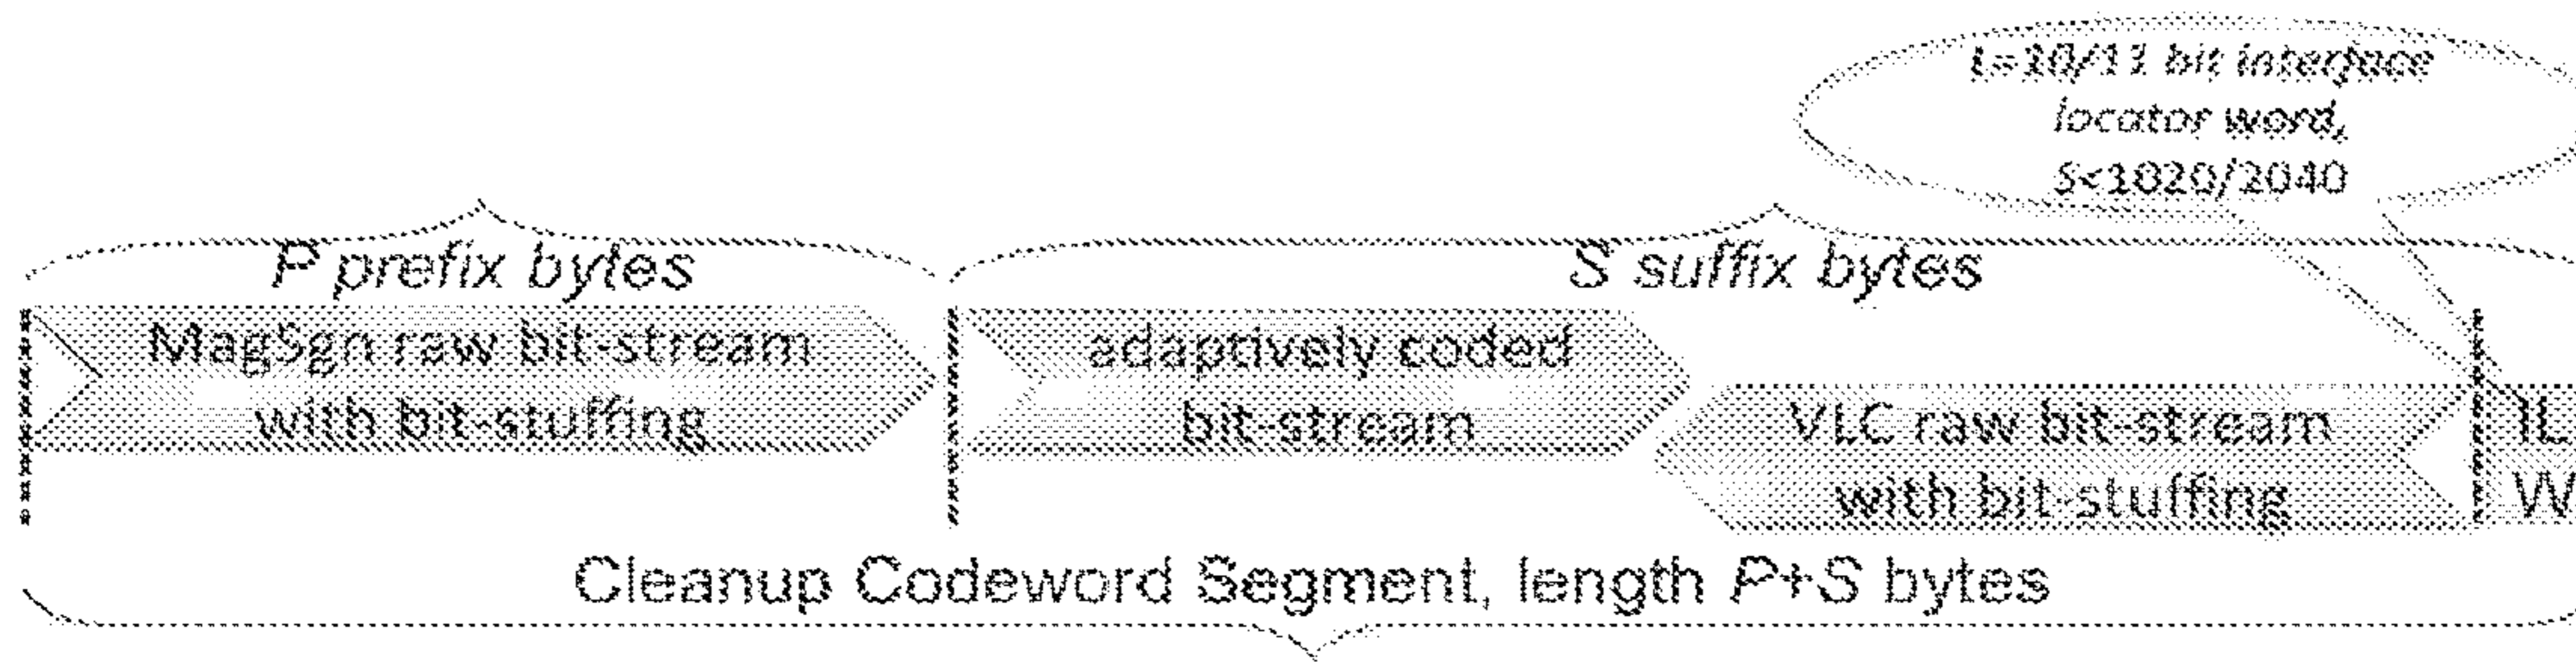 L=10/11 bit interface
locator word,
S<1020/2040
P prefix bytes
S suffix bytes
MagSgn raw bit-stream
with bit-stuffing
adaptively coded
bit-stream
VLC raw bit-stream
with bit-stuffing
IL
W
Cleanup Codeword Segment, length P+S bytes